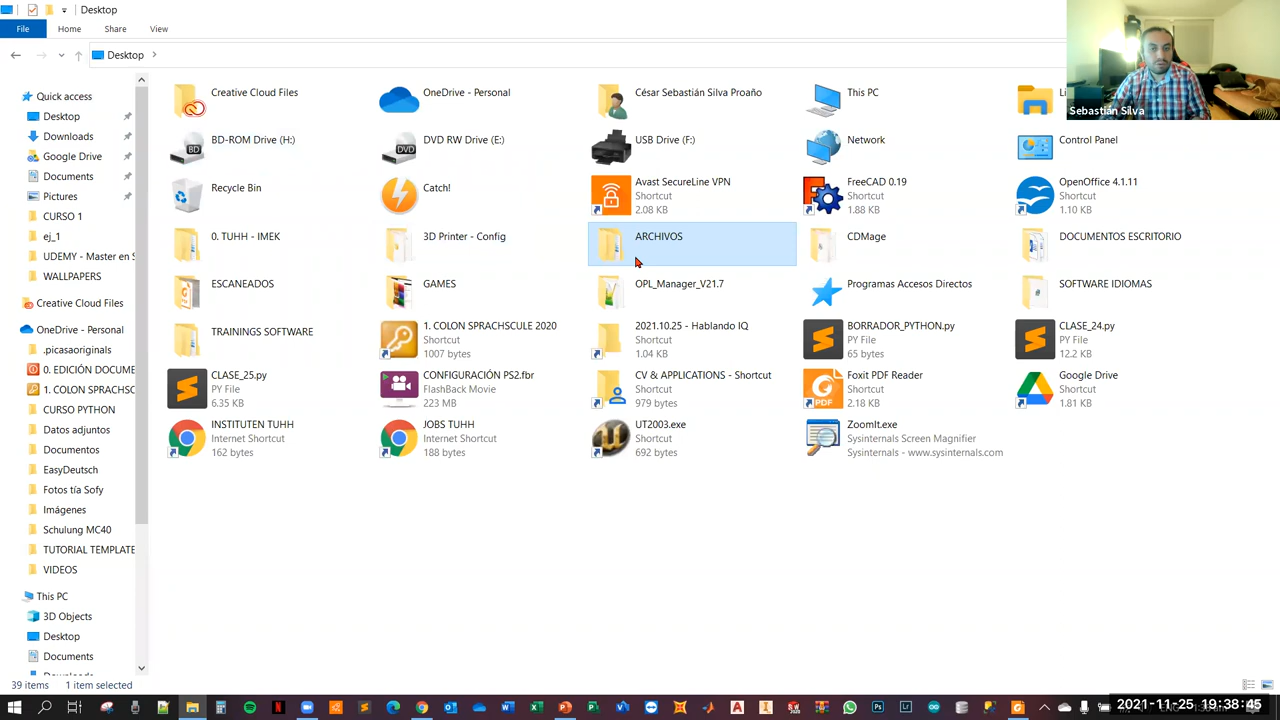 Desktop
File
Home
Share
View
Desktop
Sebastián Silva
Quick access
Desktop
Downloads
Google Drive
Documents
Pictures
CURSO 1
ej_1
UDEMY - Master en S
WALLPAPERS
Creative Cloud Files
OneDrive - Personal
.picasaoriginals
0. EDICIÓN DOCUME
1. COLON SPRACHSC
CURSO PYTHON
Datos adjuntos
Documentos
EasyDeutsch
Fotos tía Sofy
Imágenes
Schulung MC40
TUTORIAL TEMPLATE
VIDEOS
This PC
3D Objects
Desktop
Documents
Creative Cloud Files
OneDrive - Personal
César Sebastián Silva Proaño
This PC
BD-ROM Drive (H:)
DVD RW Drive (E:)
USB Drive (F:)
Network
Control Panel
Recycle Bin
Catch!
Avast SecureLine VPN
Shortcut
2.08 KB
FreeCAD 0.19
Shortcut
1.88 KB
OpenOffice 4.1.11
Shortcut
1.10 KB
0. TUHH - IMEK
3D Printer - Config
ARCHIVOS
CDMage
DOCUMENTOS ESCRITORIO
ESCANEADOS
GAMES
OPL_Manager_V21.7
Programas Accesos Directos
SOFTWARE IDIOMAS
TRAININGS SOFTWARE
1. COLON SPRACHSCULE 2020
Shortcut
1007 bytes
2021.10.25 - Hablando IQ
Shortcut
1.04 KB
BORRADOR_PYTHON.py
PY File
65 bytes
CLASE_24.py
PY File
12.2 KB
CLASE_25.py
PY File
6.35 KB
CONFIGURACIÓN PS2.fbr
FlashBack Movie
223 MB
CV & APPLICATIONS - Shortcut
Shortcut
979 bytes
Foxit PDF Reader
Shortcut
2.18 KB
Google Drive
Shortcut
1.81 KB
INSTITUTEN TUHH
Internet Shortcut
162 bytes
JOBS TUHH
Internet Shortcut
188 bytes
UT2003.exe
Shortcut
692 bytes
ZoomIt.exe
Sysinternals Screen Magnifier
Sysinternals - www.sysinternals.com
39 items
1 item selected
2021-11-25 19:38:45